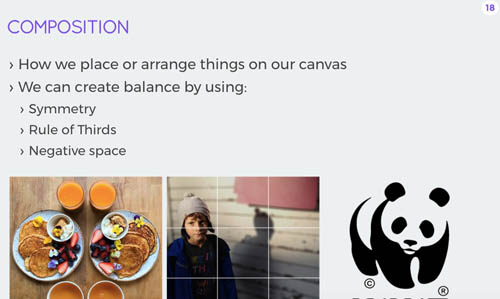 18
COMPOSITION
› How we place or arrange things on our canvas
› We can create balance by using:
› Symmetry
› Rule of Thirds
› Negative space
© ®